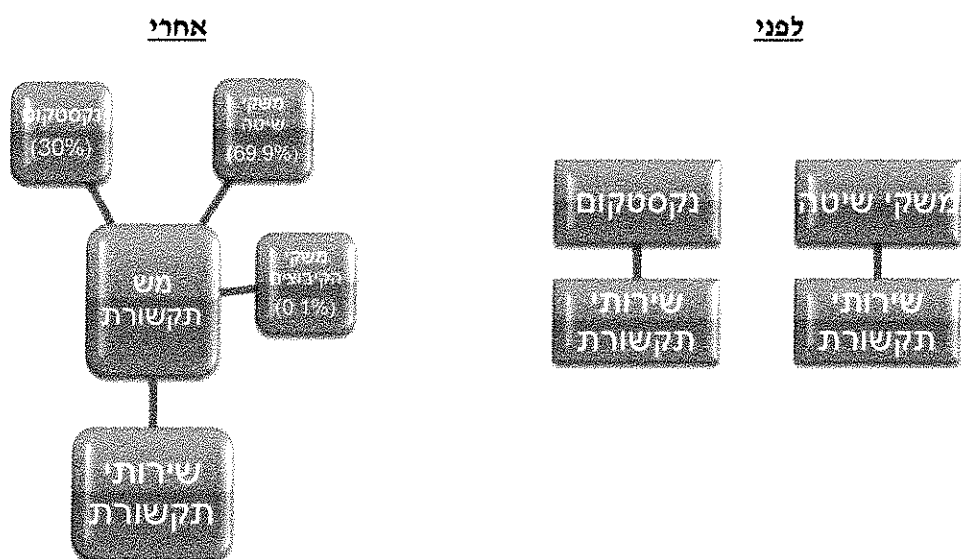 לפני
משקי שיטה
שירותי
תקשורת
נקסטקום
שירותי
תקשורת
אחרי
משקי
שיטה
(69.9%)
נקסטקום
(30%)
משק
הקיבוצים
(0.1%)
מש
תקשורת
שירותי
תקשורת